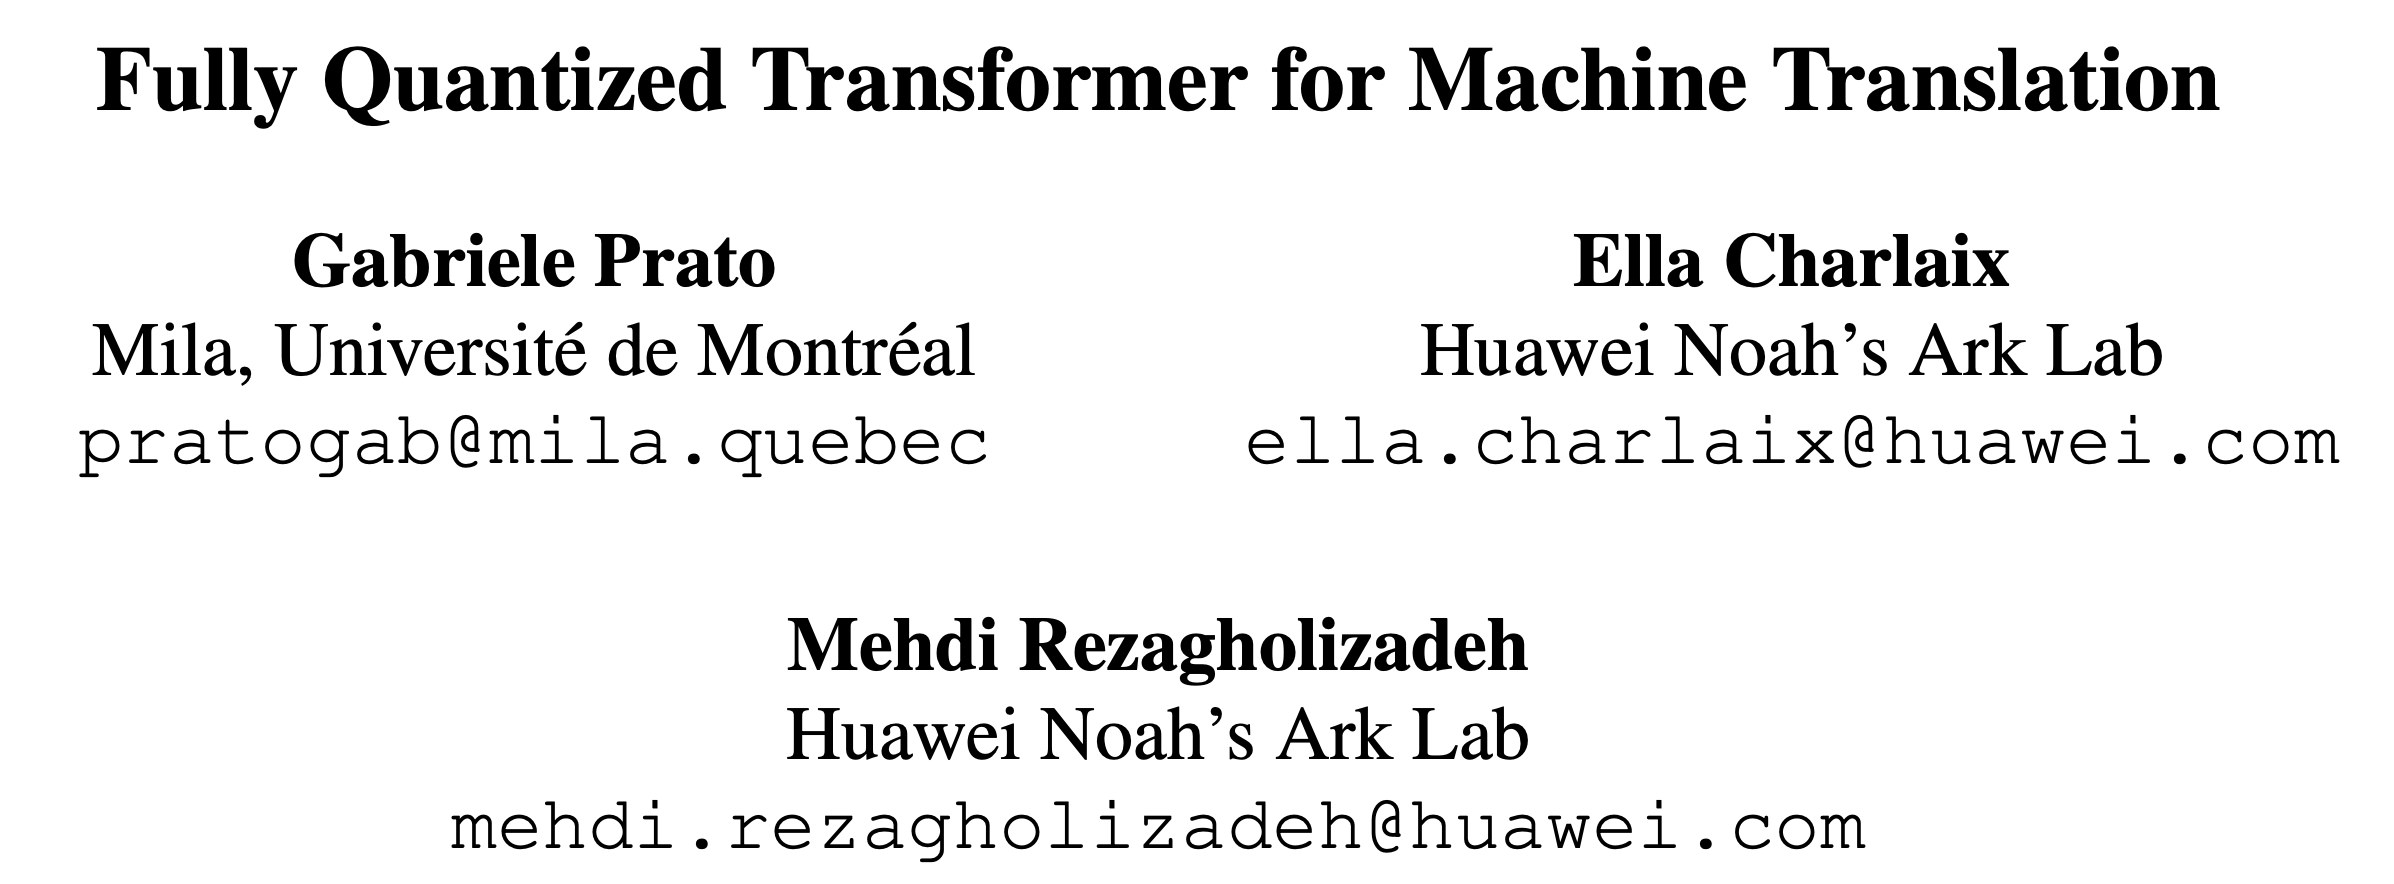 Fully Quantized Transformer for Machine Translation
Gabriele Prato
Mila, Université de Montréal
pratogab@mila.quebec
Ella Charlaix
Huawei Noah’s Ark Lab
ella.charlaix@huawei.com
Mehdi Rezagholizadeh
Huawei Noah’s Ark Lab
mehdi.rezagholizadeh@huawei.com